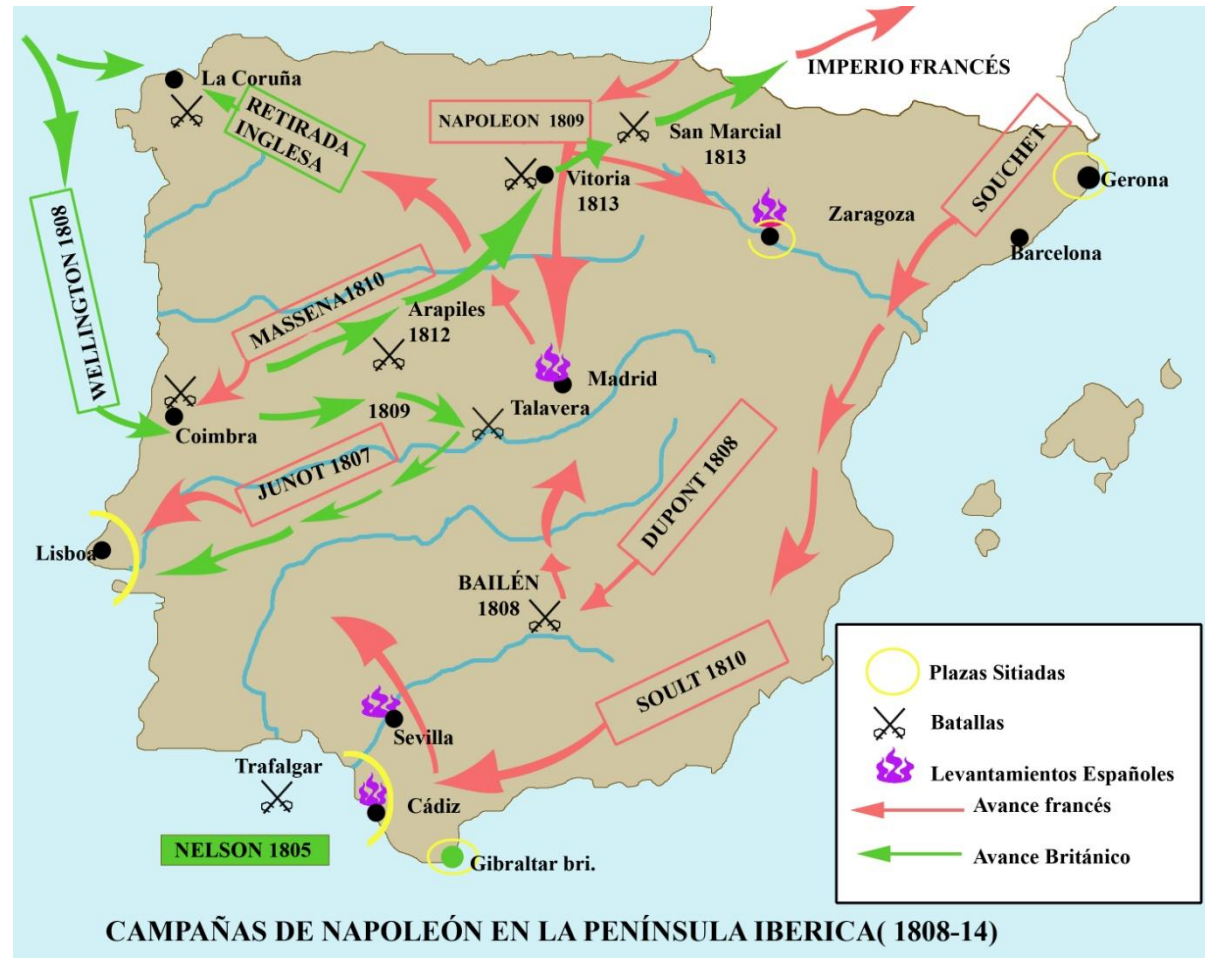 IMPERIO FRANCÉS
La Coruña
RETIRADA
INGLESA
NAPOLEON 1809
San Marcial
1813
SOUCHET
Gerona
Vitoria
1813
Zaragoza
Barcelona
WELLINGTON 1808
MASSENA1810
Arapiles
1812
Madrid
Talavera
1809
Coimbra
JUNOT 1807
DUPONT 1808
Lisboa
BAILÉN
1808
SOULT 1810
Sevilla
Trafalgar
Cádiz
NELSON 1805
Gibraltar bri.
Plazas Sitiadas
Batallas
Levantamientos Españoles
Avance francés
Avance Británico
CAMPAÑAS DE NAPOLEÓN EN LA PENÍNSULA IBERICA( 1808-14)